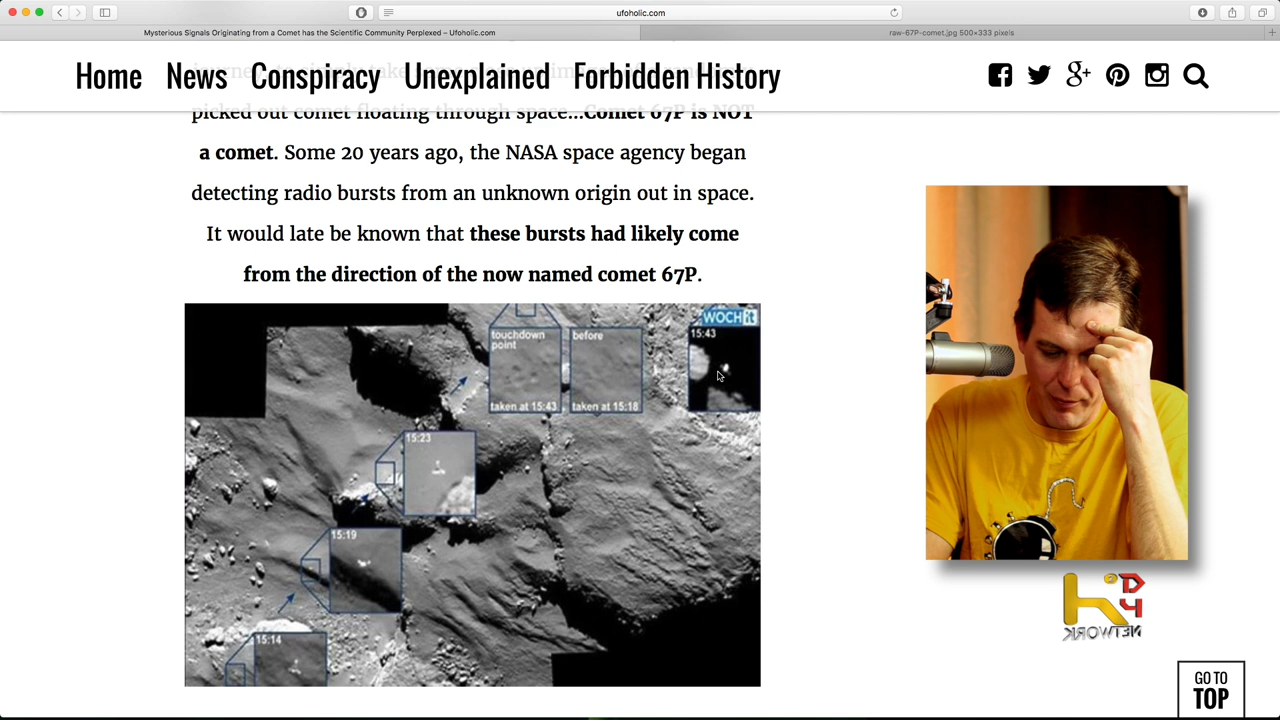 ufoholic.com
Mysterious Signals Originating from a Comet has the Scientific Community Perplexed – Ufoholic.com
raw-67P-comet.jpg 500×333 pixels
Home News Conspiracy Unexplained Forbidden History
picked out comet floating through space...Comet 67P is NOT
a comet. Some 20 years ago, the NASA space agency began
detecting radio bursts from an unknown origin out in space.
It would late be known that these bursts had likely come
from the direction of the now named comet 67P.
WOCHit
touchdown
point
taken at 15:43
before
taken at 15:18
15:43
15:23
15:19
15:14
NETWORK
GO TO
TOP